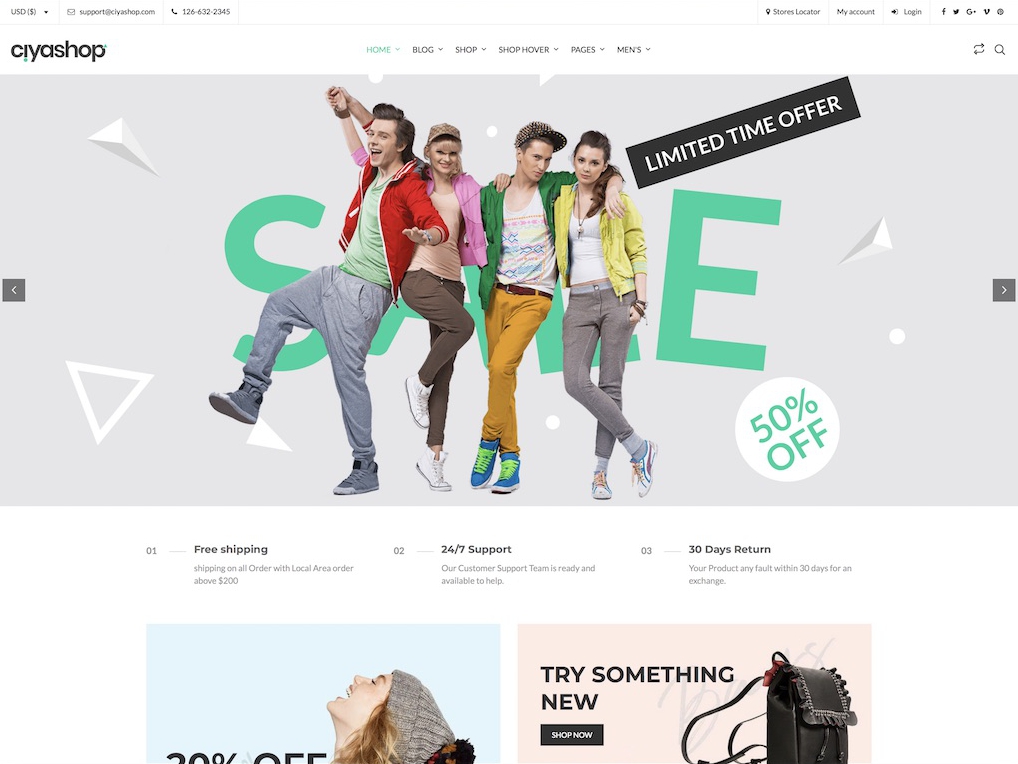 USD ($)
support@ciyashop.com
126-632-2345
Stores Locator
My account
Login
ciyashop
HOME
BLOG
SHOP
SHOP HOVER
PAGES
MEN'S
LIMITED TIME OFFER
SALE
50%
OFF
01
Free shipping
shipping on all Order with Local Area order
above $200
02
24/7 Support
Our Customer Support Team is ready and
available to help.
03
30 Days Return
Your Product any fault within 30 days for an
exchange.
20% OFF
TRY SOMETHING
NEW
SHOP NOW